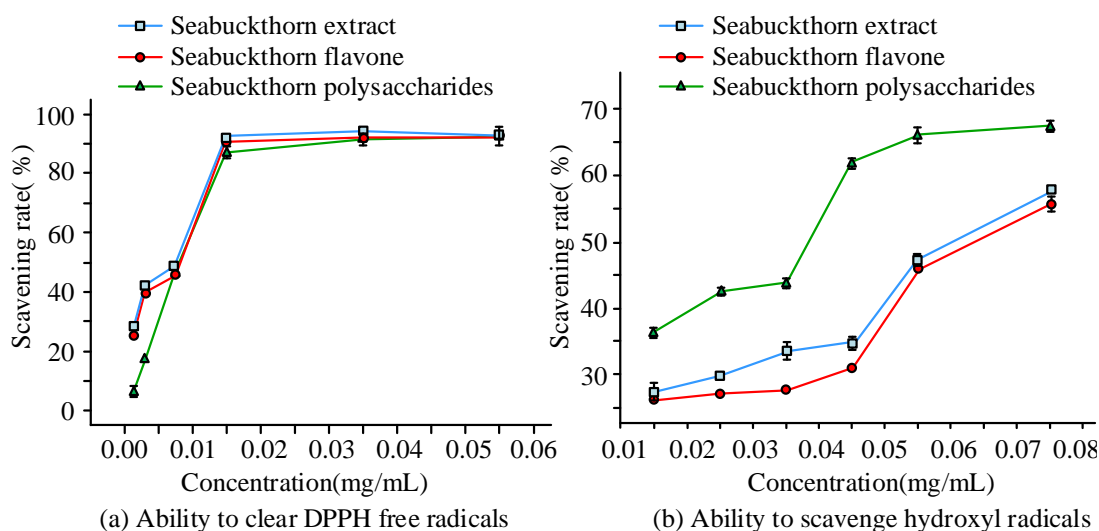 Seabuckthorn extract
Seabuckthorn flavone
Seabuckthorn polysaccharides
100
80
60
40
20
0
Scavening rate( %)
0.00 0.01 0.02 0.03 0.04 0.05 0.06
Concentration(mg/mL)
(a) Ability to clear DPPH free radicals
Seabuckthorn extract
Seabuckthorn flavone
Seabuckthorn polysaccharides
70
60
50
40
30
Scavening rate( %)
0.01 0.02 0.03 0.04 0.05 0.06 0.07 0.08
Concentration(mg/mL)
(b) Ability to scavenge hydroxyl radicals